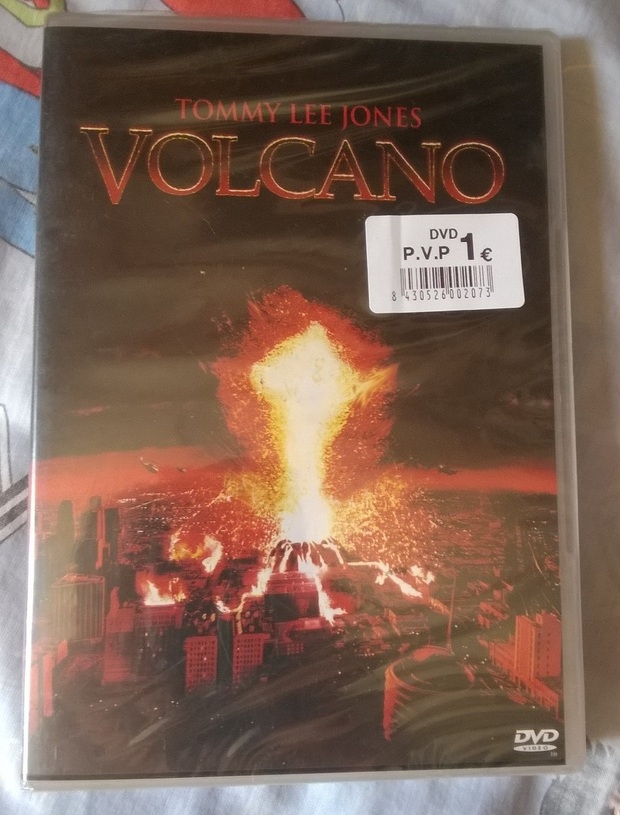 TOMMY LEE JONES
VOLCANO
DVD
P.V.P 1€
8 430526 002073
DVD
VIDEO